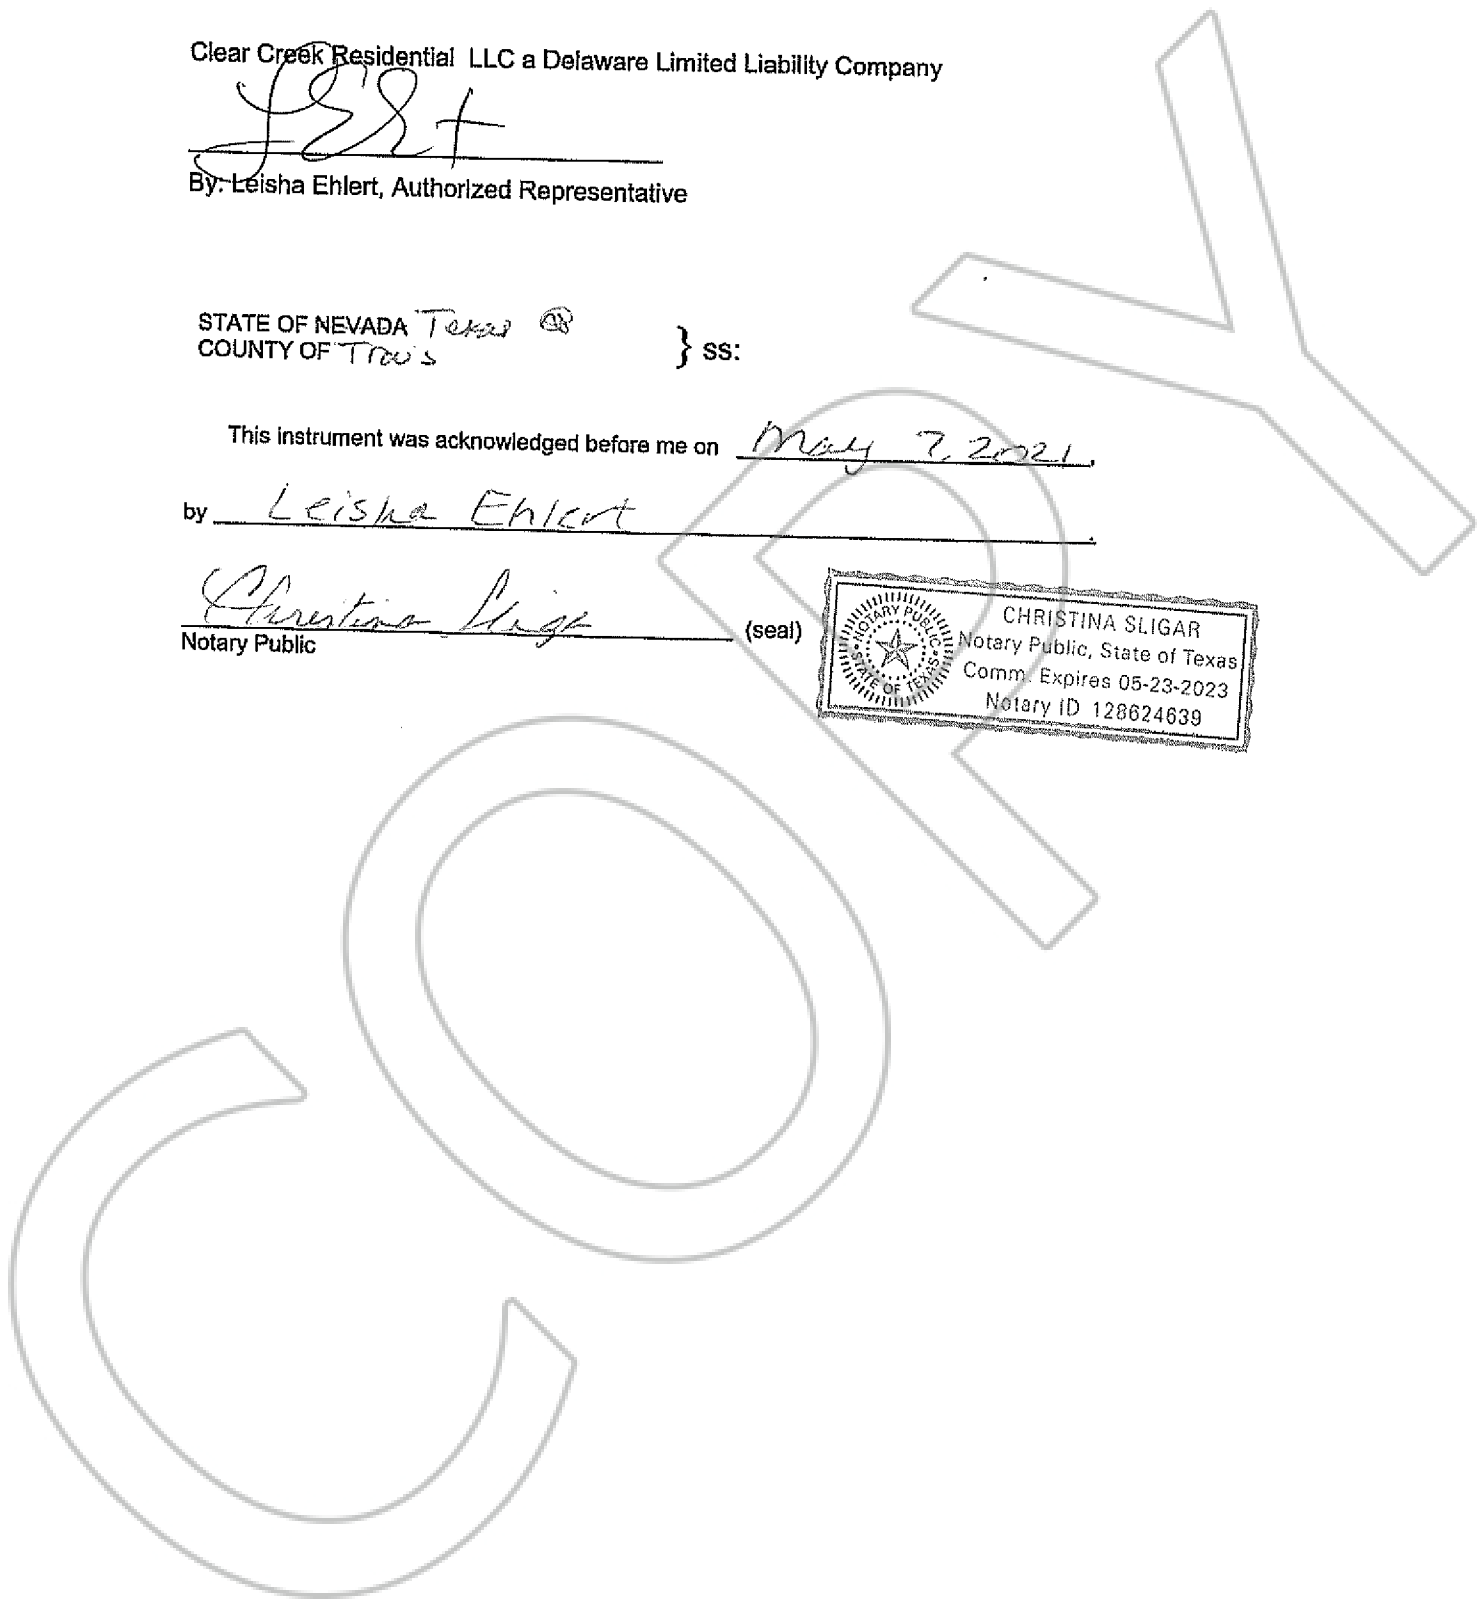 Clear Creek Residential LLC a Delaware Limited Liability Company
By: Leisha Ehlert, Authorized Representative
STATE OF NEVADA Texas
COUNTY OF Travis
} ss:
This instrument was acknowledged before me on May 7, 2021.
by Leisha Ehlert.
Christina Sligar
Notary Public
(seal)
NOTARY PUBLIC
STATE OF TEXAS
CHRISTINA SLIGAR
Notary Public, State of Texas
Comm. Expires 05-23-2023
Notary ID 128624639
COPY